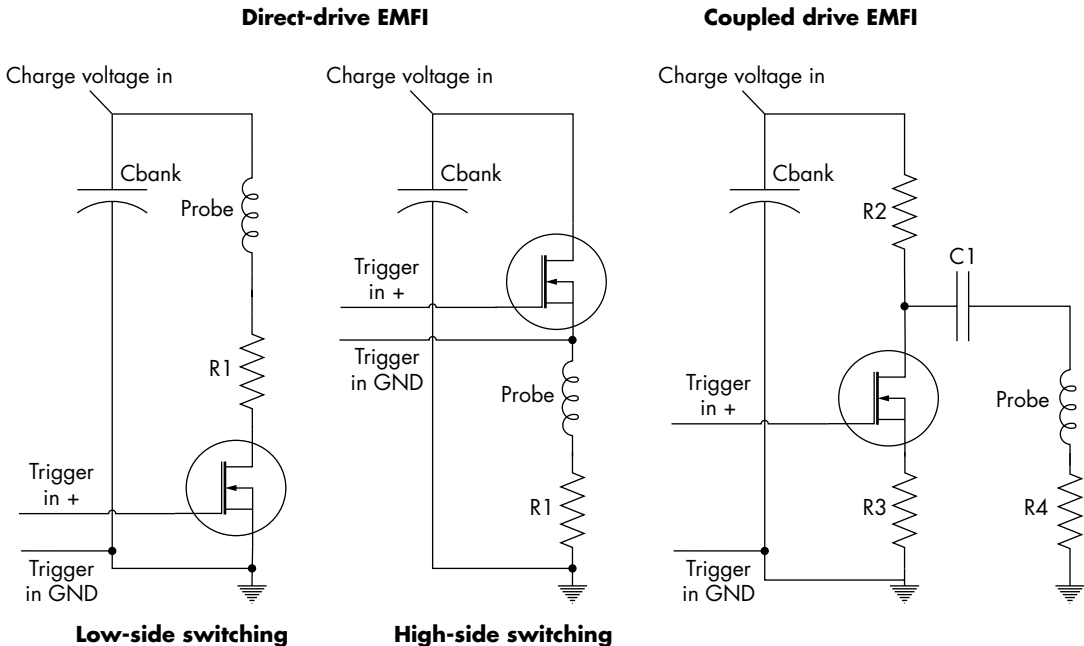 Direct-drive EMFI
Coupled drive EMFI
Charge voltage in
Cbank
Probe
R1
Trigger
in +
Trigger
in GND
Low-side switching
Charge voltage in
Cbank
Trigger
in +
Trigger
in GND
Probe
R1
High-side switching
Charge voltage in
Cbank
R2
C1
Trigger
in +
Probe
R3
R4
Trigger
in GND